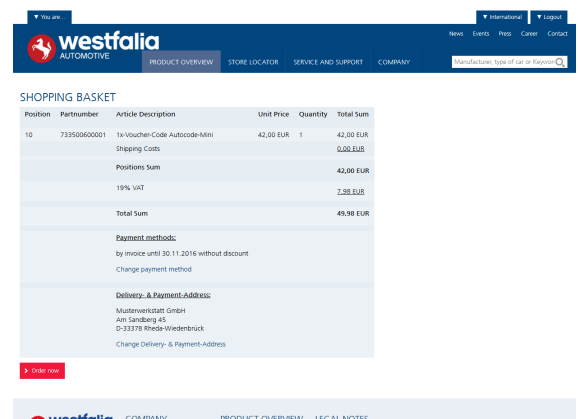 ▼ You are...
▼ International ▼ Logout
News Events Press Career Contact
westfalia
AUTOMOTIVE
PRODUCT OVERVIEW STORE LOCATOR SERVICE AND SUPPORT COMPANY
Manufacturer, type of car or Keywor
SHOPPING BASKET
Position Partnumber Article Description Unit Price Quantity Total Sum
10 733500600001 1x-Voucher-Code Autocode-Mini 42,00 EUR 1 42,00 EUR
Shipping Costs 0,00 EUR
Positions Sum 42,00 EUR
19% VAT 7,98 EUR
Total Sum 49,98 EUR
Payment methods:
by invoice until 30.11.2016 without discount
Change payment method
Delivery- & Payment-Address:
Musterwerkstatt GmbH
Am Sandberg 45
D-33378 Rheda-Wiedenbrück
Change Delivery- & Payment-Address
> Order now
westfalia COMPANY PRODUCT OVERVIEW LEGAL NOTES